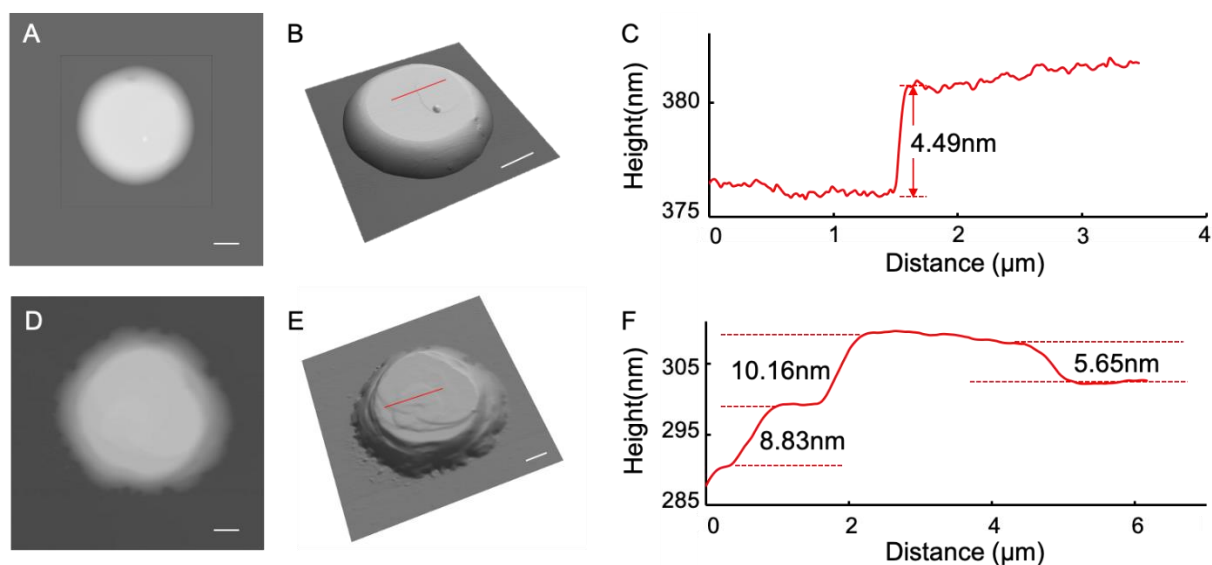 A
B
C
Height(nm)
380
375
4.49nm
0
1
2
3
4
Distance (µm)
D
E
F
Height(nm)
305
295
285
10.16nm
8.83nm
5.65nm
0
2
4
6
Distance (µm)